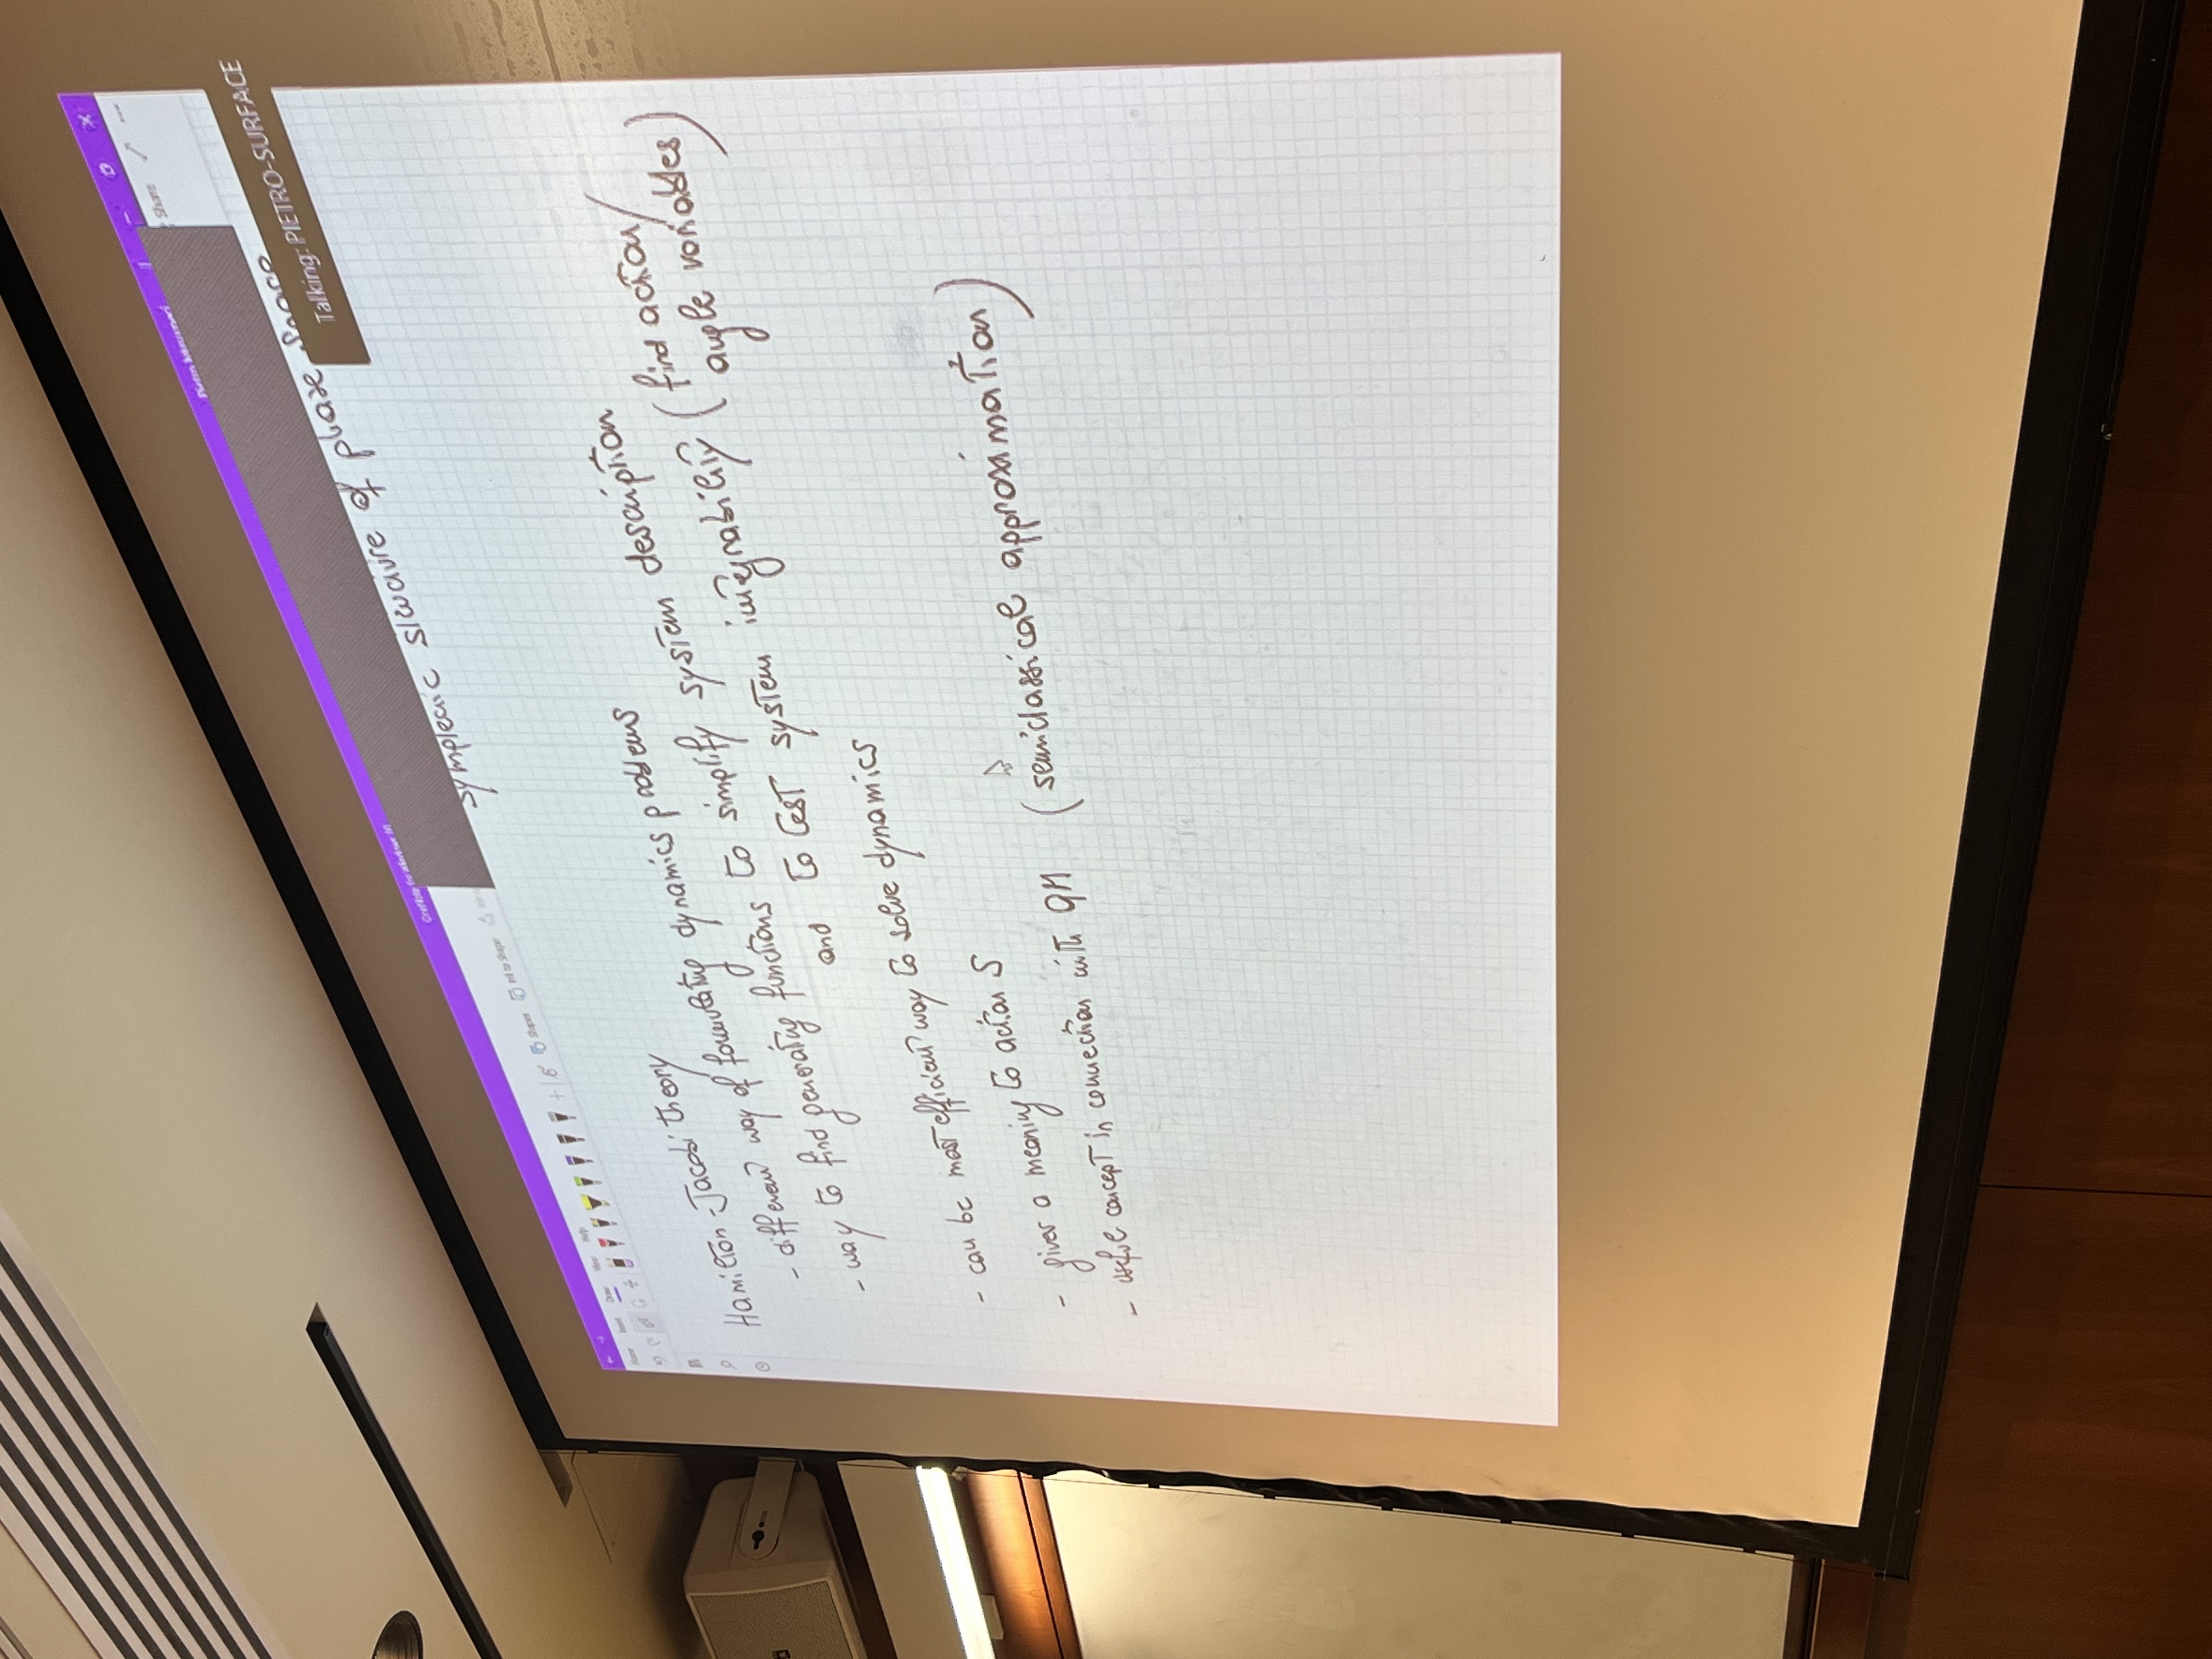 OneNote for Windows 10
Share
Talking: PIETRO-SURFACE
Home Insert Draw View Help
Shapes Ink to Shape
symplectic structure of phase space
Hamilton-Jacobi theory
- different way of formulating dynamics problems
- way to find generating functions to simplify system description
and to test system integrability (find action/
angle variables)
- can be most efficient way to solve dynamics
- gives a meaning to action S
- useful concept in connection with QM (semiclassical approximation)